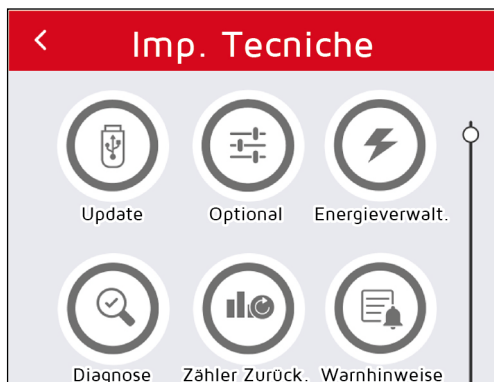 Imp. Tecniche
Update Optional Energieverwalt.
Diagnose Zähler Zurück. Warnhinweise